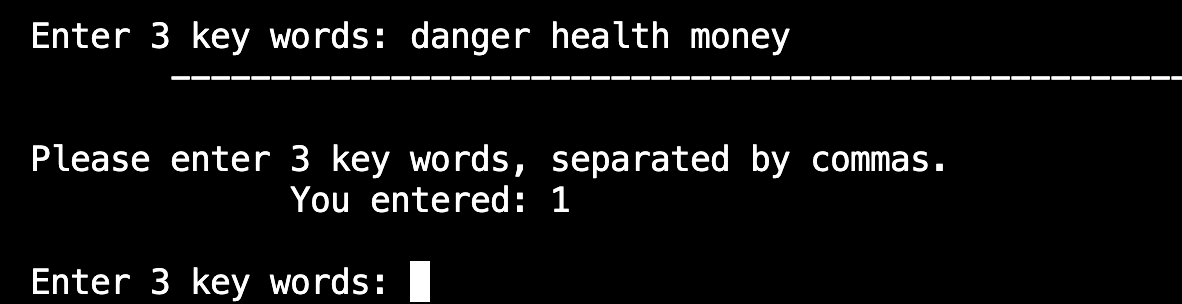 Enter 3 key words: danger health money
---------------------------------------------------
Please enter 3 key words, separated by commas.
You entered: 1
Enter 3 key words: